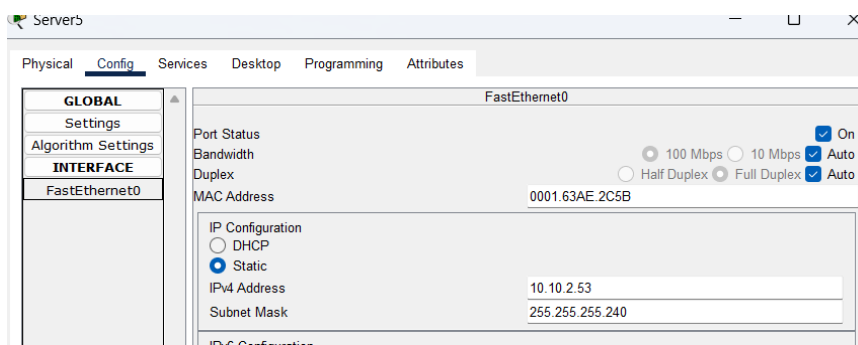 Server5
Physical Config Services Desktop Programming Attributes
GLOBAL
Settings
Algorithm Settings
INTERFACE
FastEthernet0
FastEthernet0
Port Status On
Bandwidth 100 Mbps 10 Mbps Auto
Duplex Half Duplex Full Duplex Auto
MAC Address 0001.63AE.2C5B
IP Configuration
DHCP
Static
IPv4 Address 10.10.2.53
Subnet Mask 255.255.255.240
IPv6 Configuration